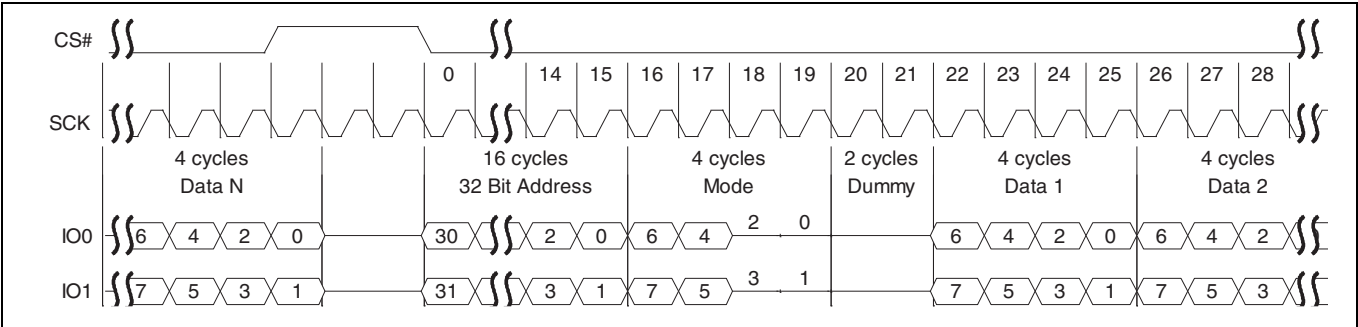 CS#
0 14 15 16 17 18 19 20 21 22 23 24 25 26 27 28
SCK
4 cycles 16 cycles 4 cycles 2 cycles 4 cycles 4 cycles
Data N 32 Bit Address Mode Dummy Data 1 Data 2
IO0 6 4 2 0 30 2 0 6 4 2 0 6 4 2 0 6 4 2
IO1 7 5 3 1 31 3 1 7 5 3 1 7 5 3 1 7 5 3